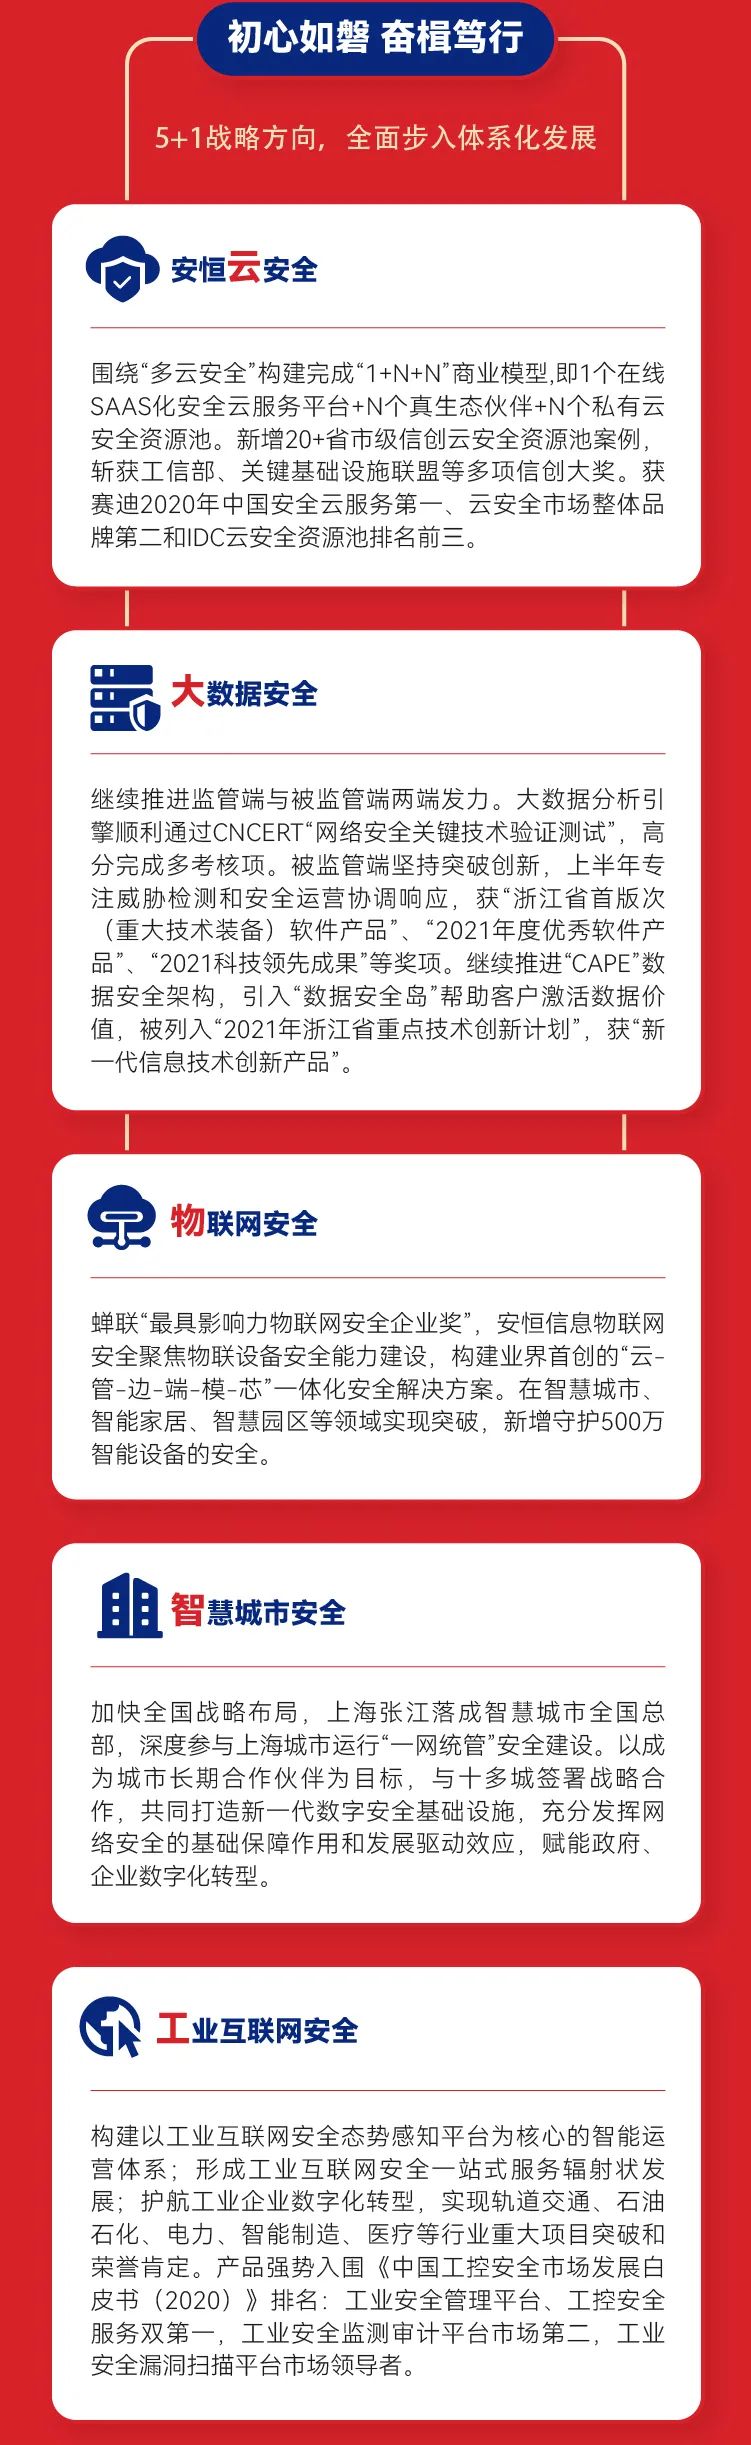 初心如磐 奋楫笃行
5+1战略方向，全面步入体系化发展
安恒云安全
围绕“多云安全”构建完成“1+N+N”商业模型,即1个在线
SAAS化安全云服务平台+N个真生态伙伴+N个私有云
安全资源池。新增20+省市级信创云安全资源池案例，
斩获工信部、关键基础设施联盟等多项信创大奖。获
赛迪2020年中国安全云服务第一、云安全市场整体品
牌第二和IDC云安全资源池排名前三。
大数据安全
继续推进监管端与被监管端两端发力。大数据分析引
擎顺利通过CNCERT“网络安全关键技术验证测试”，高
分完成多考核项。被监管端坚持突破创新，上半年专
注威胁检测和安全运营协调响应，获“浙江省首版次
（重大技术装备）软件产品”、“2021年度优秀软件产
品”、“2021科技领先成果”等奖项。继续推进“CAPE”数
据安全架构，引入“数据安全岛”帮助客户激活数据价
值，被列入“2021年浙江省重点技术创新计划”，获“新
一代信息技术创新产品”。
物联网安全
蝉联“最具影响力物联网安全企业奖”，安恒信息物联网
安全聚焦物联设备安全能力建设，构建业界首创的“云-
管-边-端-模-芯”一体化安全解决方案。在智慧城市、
智能家居、智慧园区等领域实现突破，新增守护500万
智能设备的安全。
智慧城市安全
加快全国战略布局，上海张江落成智慧城市全国总
部，深度参与上海城市运行“一网统管”安全建设。以成
为城市长期合作伙伴为目标，与十多城签署战略合
作，共同打造新一代数字安全基础设施，充分发挥网
络安全的基础保障作用和发展驱动效应，赋能政府、
企业数字化转型。
工业互联网安全
构建以工业互联网安全态势感知平台为核心的智能运
营体系；形成工业互联网安全一站式服务辐射状发
展；护航工业企业数字化转型，实现轨道交通、石油
石化、电力、智能制造、医疗等行业重大项目突破和
荣誉肯定。产品强势入围《中国工控安全市场发展白
皮书（2020）》排名：工业安全管理平台、工控安全
服务双第一，工业安全监测审计平台市场第二，工业
安全漏洞扫描平台市场领导者。